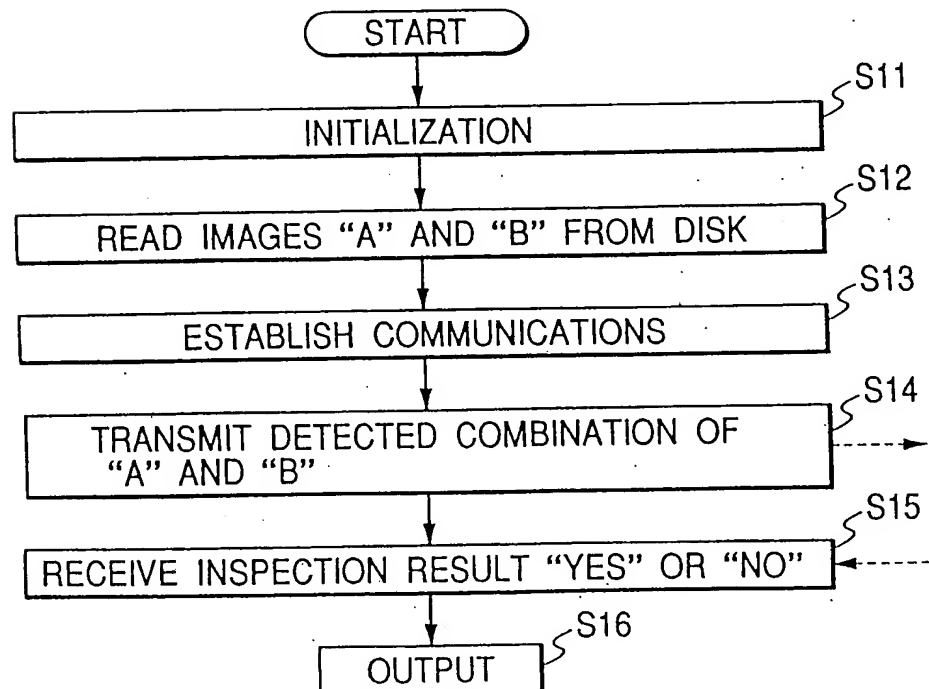 START
S11
INITIALIZATION
S12
READ IMAGES “A” AND “B” FROM DISK
S13
ESTABLISH COMMUNICATIONS
S14
TRANSMIT DETECTED COMBINATION OF
“A” AND “B”
S15
RECEIVE INSPECTION RESULT “YES” OR “NO”
S16
OUTPUT